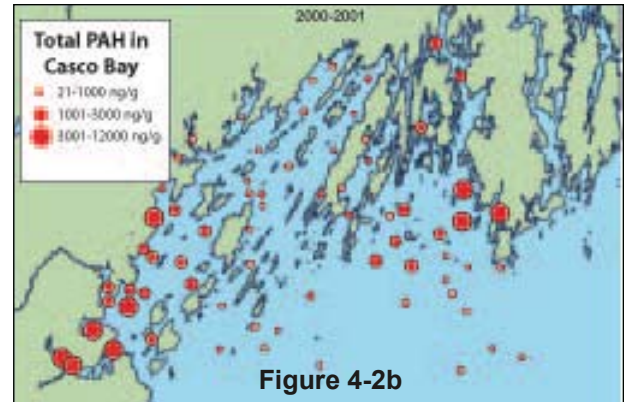 2000-2001
Total PAH in
Casco Bay
21-1000 ng/g
1001-3000 ng/g
3001-12000 ng/g
Figure 4-2b